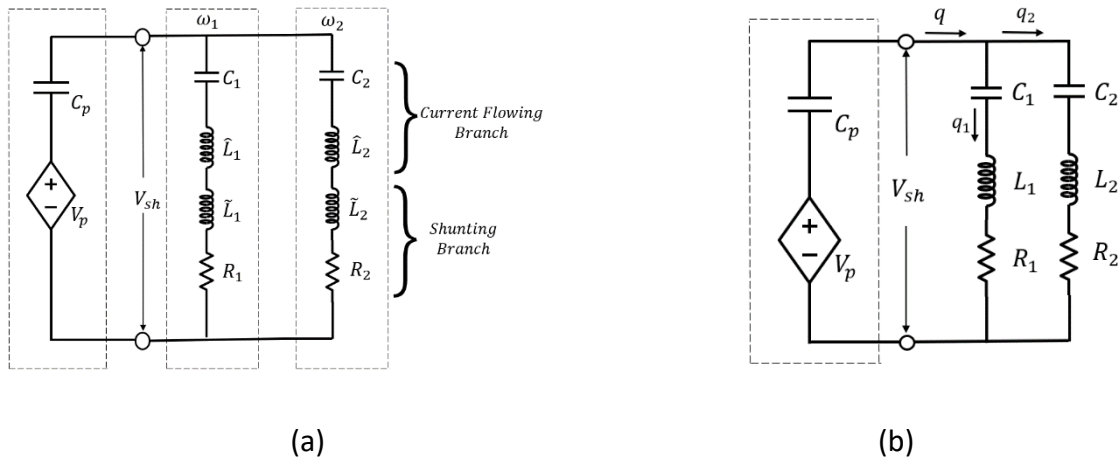 ω₁
ω₂
C₁
C₂
Cₚ
Current Flowing
Branch
L̂₁
L̂₂
+
−
Vₚ
Vₛₕ
L̃₁
L̃₂
Shunting
Branch
R₁
R₂
(a)
q
q₂
C₁
C₂
q₁
Cₚ
Vₛₕ
L₁
L₂
+
−
Vₚ
R₁
R₂
(b)